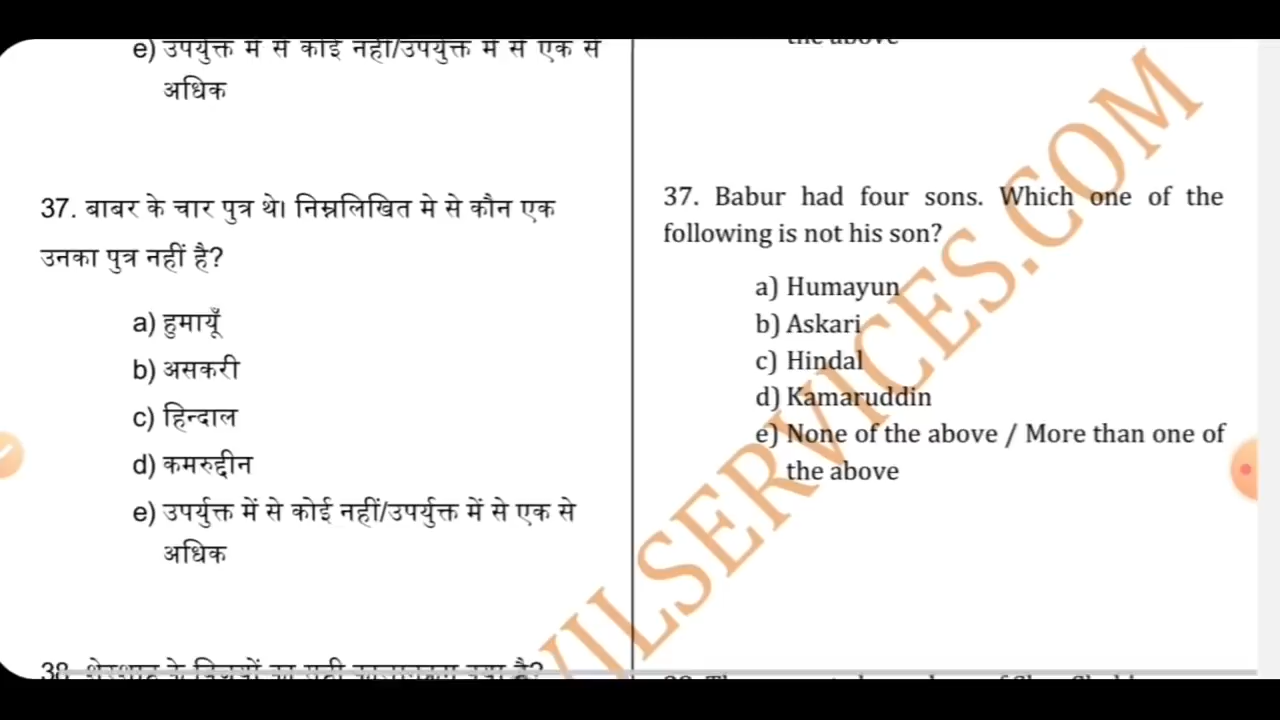 e) उपर्युक्त में से कोई नहीं/उपर्युक्त में से एक से
अधिक
37. बाबर के चार पुत्र थे। निम्नलिखित मे से कौन एक
उनका पुत्र नहीं है?
a) हुमायूँ
b) असकरी
c) हिन्दाल
d) कमरुद्दीन
e) उपर्युक्त में से कोई नहीं/उपर्युक्त में से एक से
अधिक
the above
37. Babur had four sons. Which one of the
following is not his son?
a) Humayun
b) Askari
c) Hindal
d) Kamaruddin
e) None of the above / More than one of
the above
VILSERVICES.COM